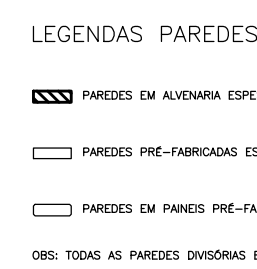 LEGENDAS PAREDES
PAREDES EM ALVENARIA ESPE
PAREDES PRÉ-FABRICADAS ES
PAREDES EM PAINEIS PRÉ-FA
OBS: TODAS AS PAREDES DIVISÓRIAS E